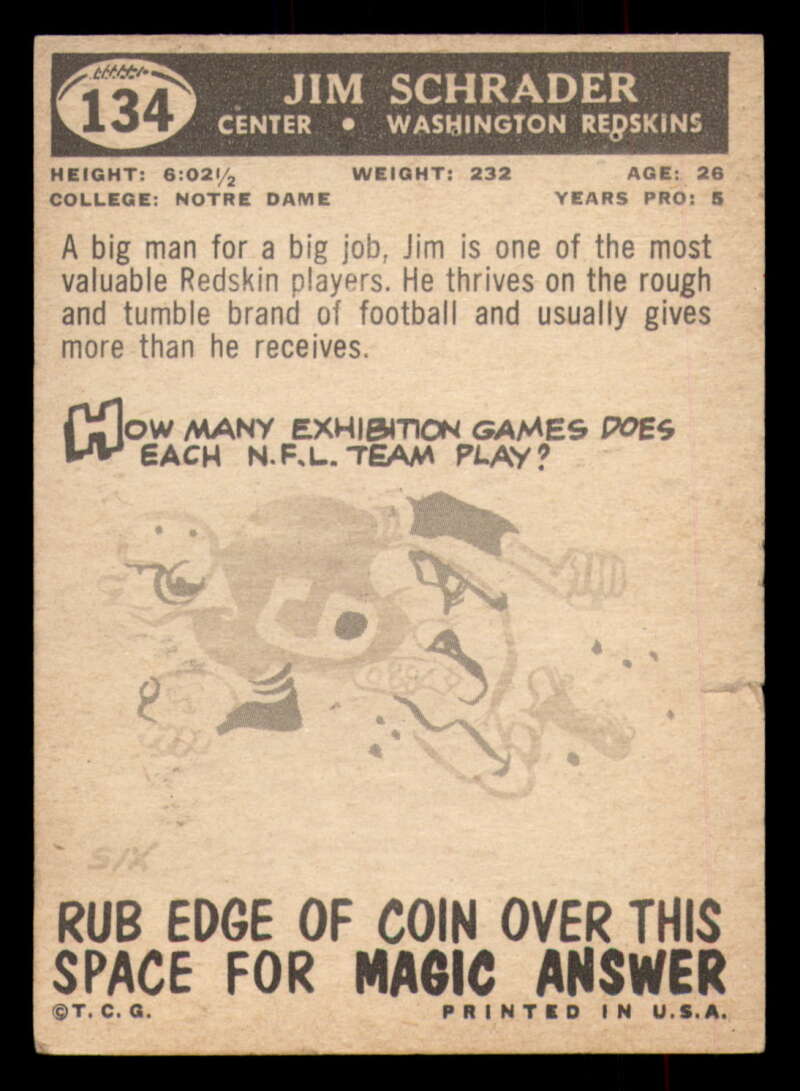 134
JIM SCHRADER
CENTER • WASHINGTON REDSKINS
HEIGHT: 6:02½ WEIGHT: 232 AGE: 26
COLLEGE: NOTRE DAME YEARS PRO: 5
A big man for a big job, Jim is one of the most
valuable Redskin players. He thrives on the rough
and tumble brand of football and usually gives
more than he receives.
HOW MANY EXHIBITION GAMES DOES
EACH N.F.L. TEAM PLAY?
SIX
RUB EDGE OF COIN OVER THIS
SPACE FOR MAGIC ANSWER
©T.C.G. PRINTED IN U.S.A.